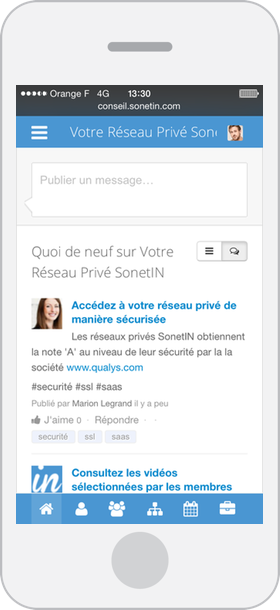 Orange F 4G 13:30
conseil.sonetin.com
Votre Réseau Privé Sone
Publier un message…
Quoi de neuf sur Votre
Réseau Privé SonetIN
Accédez à votre réseau privé de
manière sécurisée
Les réseaux privés SonetIN obtiennent
la note 'A' au niveau de leur sécurité par la la
société www.qualys.com
#securité #ssl #saas
Publié par Marion Legrand il y a peu
J'aime 0 · Répondre · ·
securité ssl saas
in
Consultez les vidéos
sélectionnées par les membres